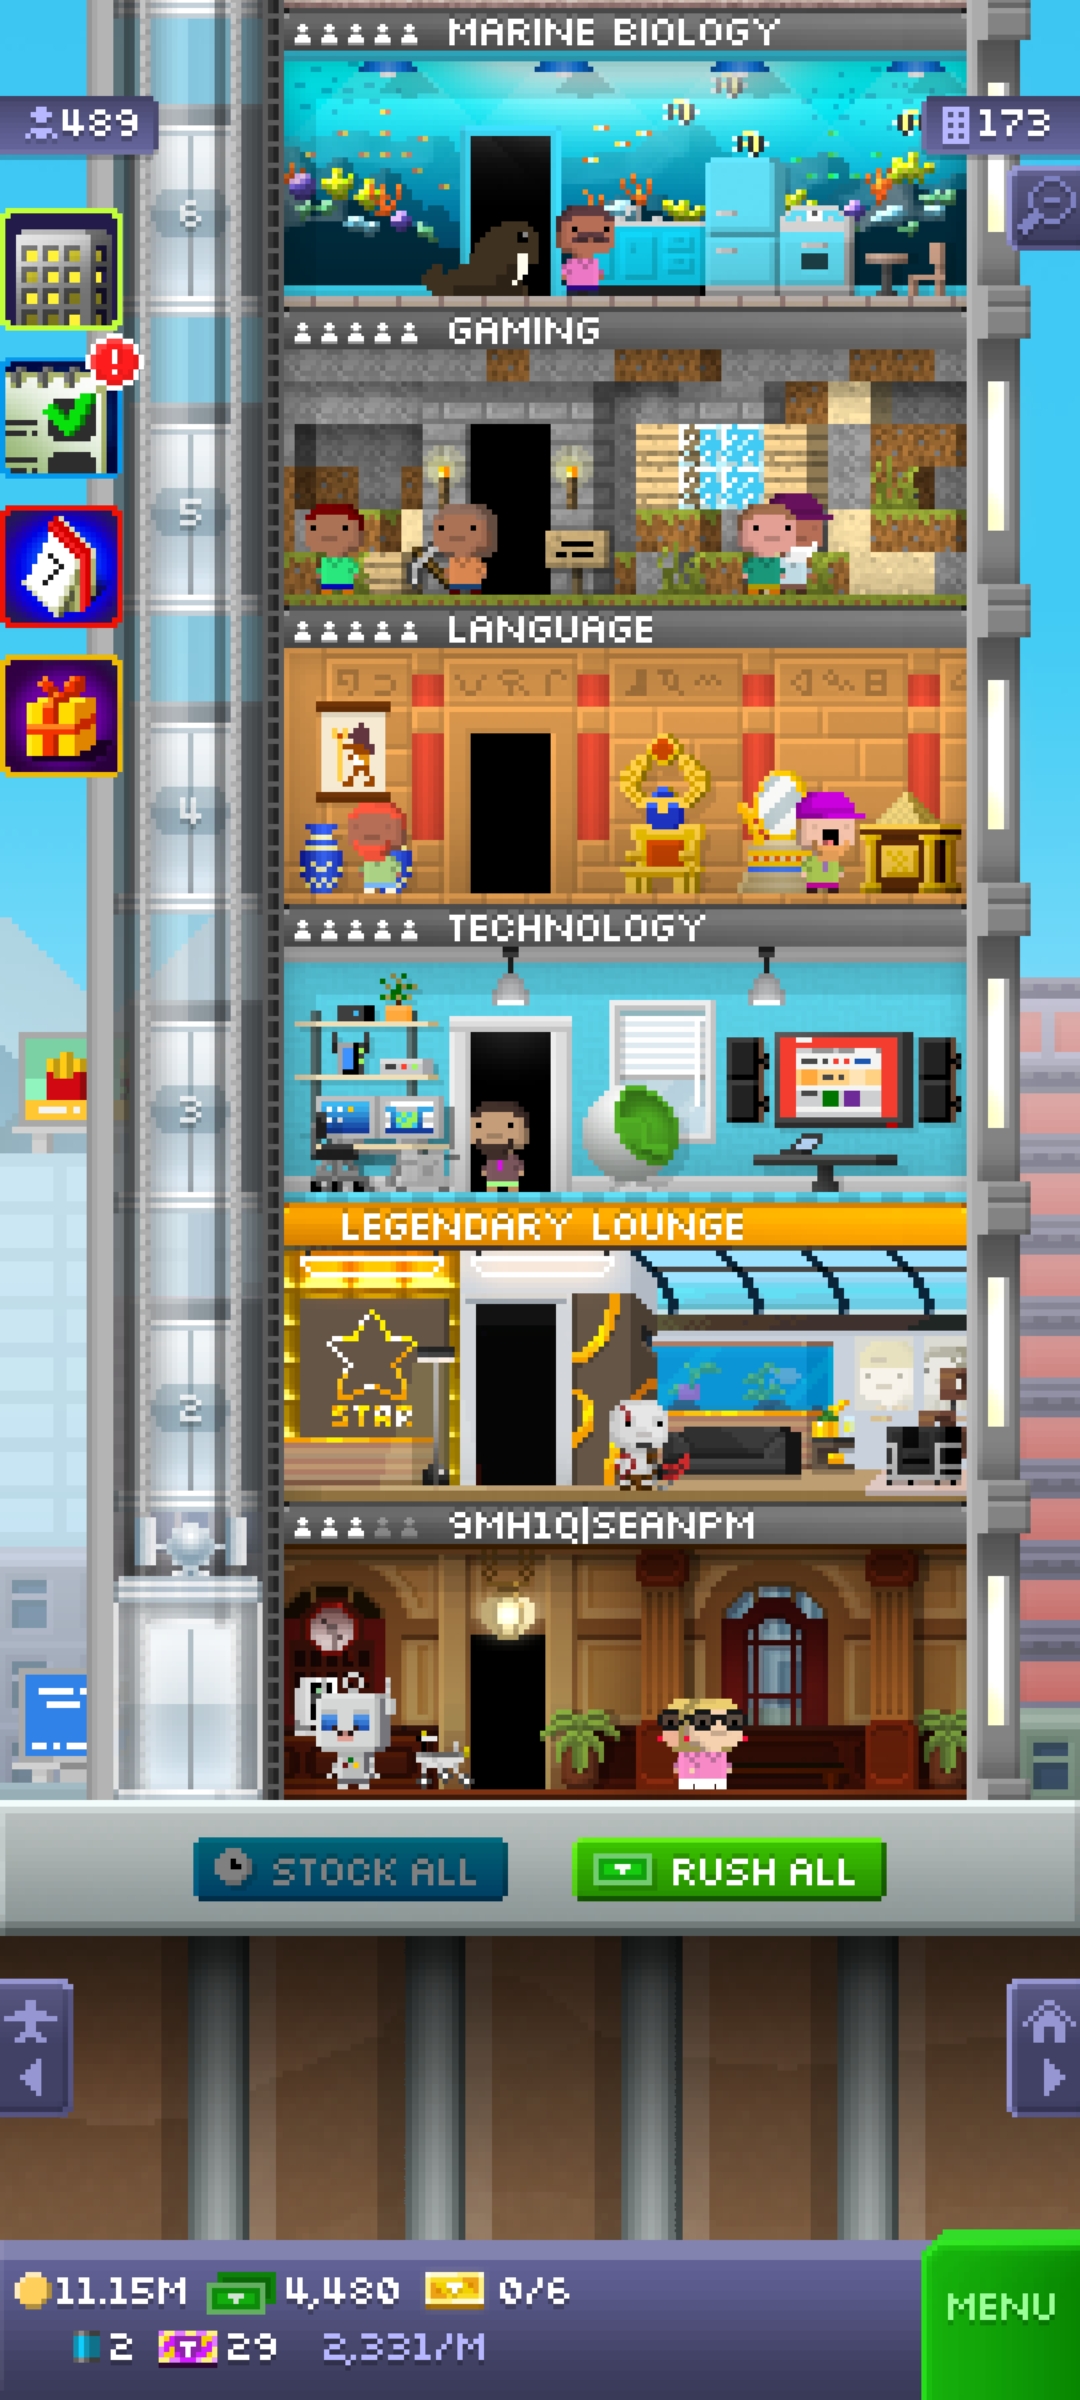 MARINE BIOLOGY
489
173
6
GAMING
5
7
LANGUAGE
4
TECHNOLOGY
3
LEGENDARY LOUNGE
STAR
2
9MH1Q|SEANPM
STOCK ALL
RUSH ALL
11.15M 4,480 0/6
MENU
2 29 2,331/M